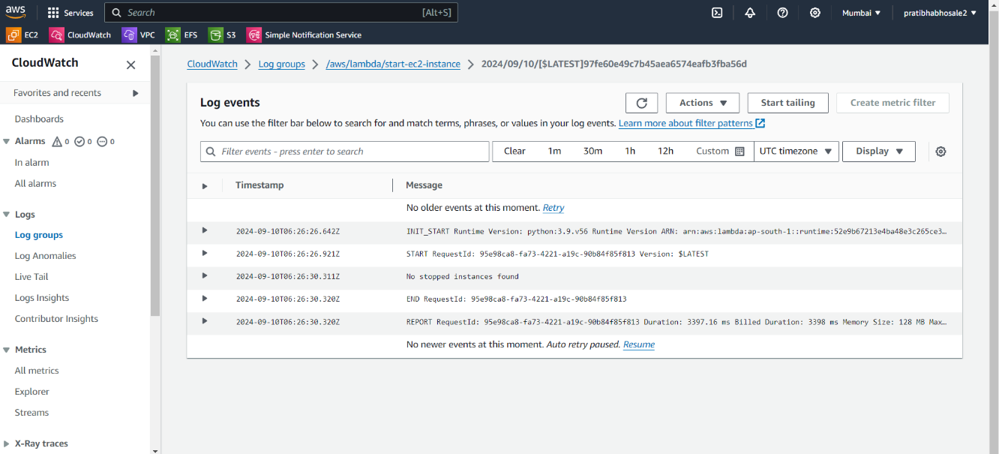 aws Services Search [Alt+S] Mumbai pratibhabhosale2
EC2 CloudWatch VPC EFS S3 Simple Notification Service
CloudWatch
Favorites and recents
Dashboards
Alarms 0 0 0
In alarm
All alarms
Logs
Log groups
Log Anomalies
Live Tail
Logs Insights
Contributor Insights
Metrics
All metrics
Explorer
Streams
X-Ray traces
CloudWatch Log groups /aws/lambda/start-ec2-instance 2024/09/10/[$LATEST]97fe60e49c7b45aea6574eafb3fba56d
Log events Actions Start tailing Create metric filter
You can use the filter bar below to search for and match terms, phrases, or values in your log events. Learn more about filter patterns
Filter events - press enter to search Clear 1m 30m 1h 12h Custom UTC timezone Display
Timestamp Message
No older events at this moment. Retry
2024-09-10T06:26:26.642Z INIT_START Runtime Version: python:3.9.v56 Runtime Version ARN: arn:aws:lambda:ap-south-1::runtime:52e9b67213e4ba48e3c265ce3…
2024-09-10T06:26:26.921Z START RequestId: 95e98ca8-fa73-4221-a19c-90b84f85f813 Version: $LATEST
2024-09-10T06:26:30.311Z No stopped instances found
2024-09-10T06:26:30.320Z END RequestId: 95e98ca8-fa73-4221-a19c-90b84f85f813
2024-09-10T06:26:30.320Z REPORT RequestId: 95e98ca8-fa73-4221-a19c-90b84f85f813 Duration: 3397.16 ms Billed Duration: 3398 ms Memory Size: 128 MB Max…
No newer events at this moment. Auto retry paused. Resume